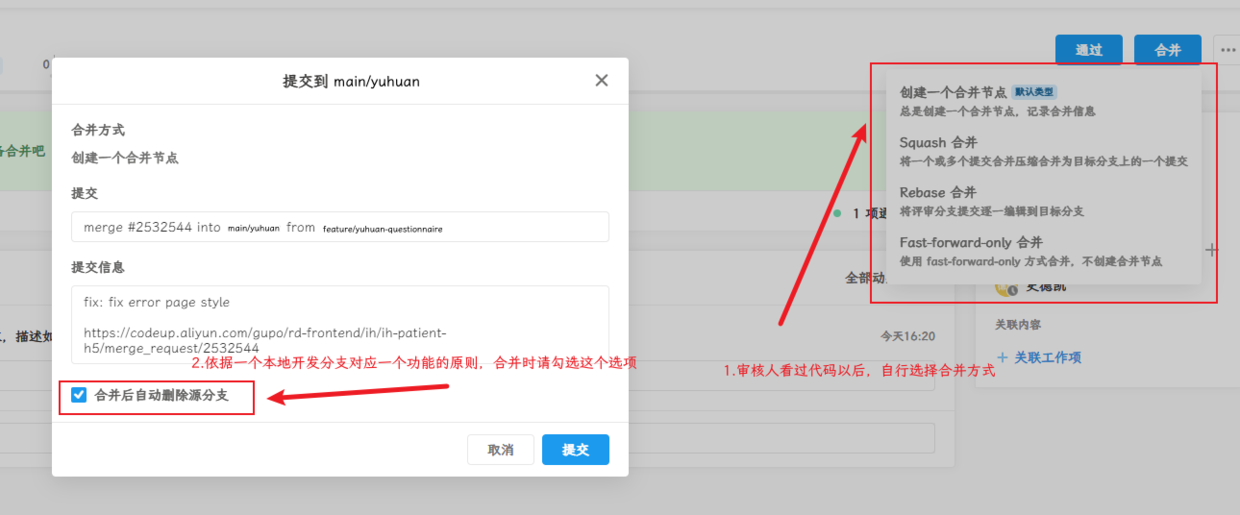 通过
合并
0
提交到 main/yuhuan
创建一个合并节点 默认类型
总是创建一个合并节点，记录合并信息
合并方式
Squash 合并
备合并吧
创建一个合并节点
将一个或多个提交合并压缩合并为目标分支上的一个提交
提交
Rebase 合并
将评审分支提交逐一编辑到目标分支
1 项通
merge #2532544 into main/yuhuan from feature/yuhuan-questionnaire
Fast-forward-only 合并
使用 fast-forward-only 方式合并，不创建合并节点
提交信息
全部动
史德凯
fix: fix error page style
关联内容
https://codeup.aliyun.com/gupo/rd-frontend/ih/ih-patient-
h5/merge_request/2532544
，描述如
今天16:20
关联工作项
2.依据一个本地开发分支对应一个功能的原则，合并时请勾选这个选项
1.审核人看过代码以后，自行选择合并方式
合并后自动删除源分支
取消
提交